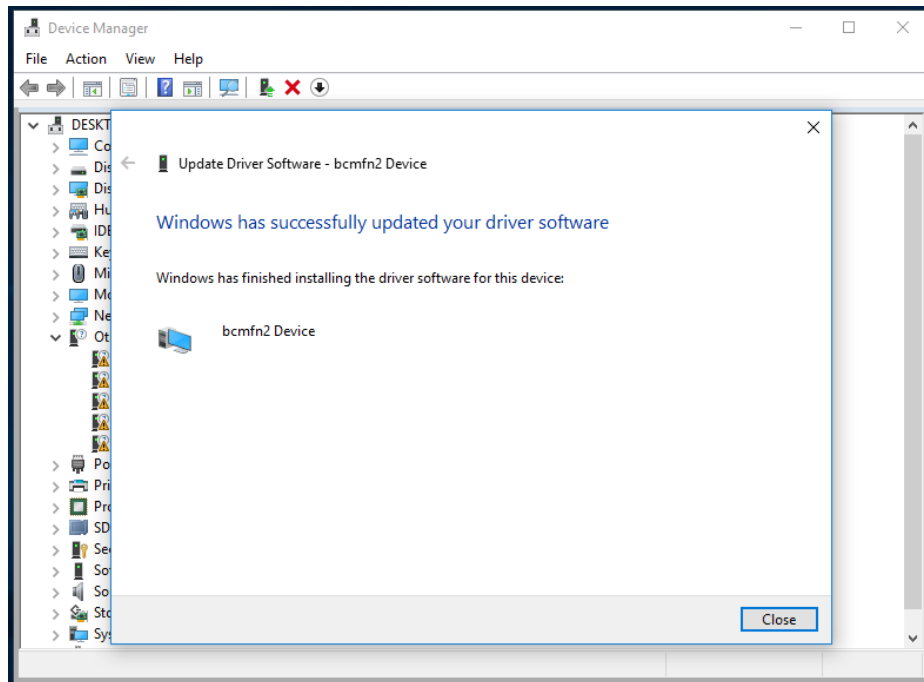 Device Manager
File Action View Help
DESKT
Co
Dis
Dis
Hu
IDE
Ke
Mi
Mo
Ne
Ot
Po
Pri
Pro
SD
Sec
So
So
Sto
Sys
Update Driver Software - bcmfn2 Device
Windows has successfully updated your driver software
Windows has finished installing the driver software for this device:
bcmfn2 Device
Close